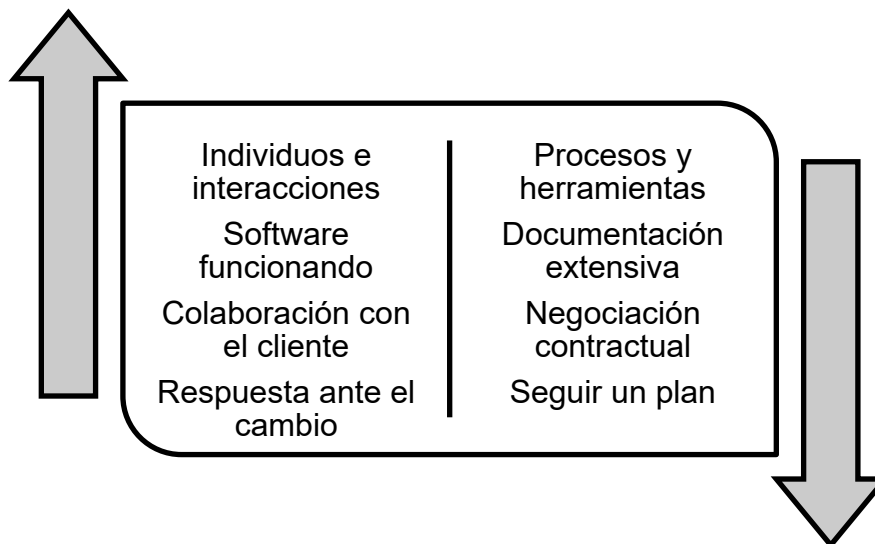 Individuos e
interacciones
Software
funcionando
Colaboración con
el cliente
Respuesta ante el
cambio
Procesos y
herramientas
Documentación
extensiva
Negociación
contractual
Seguir un plan